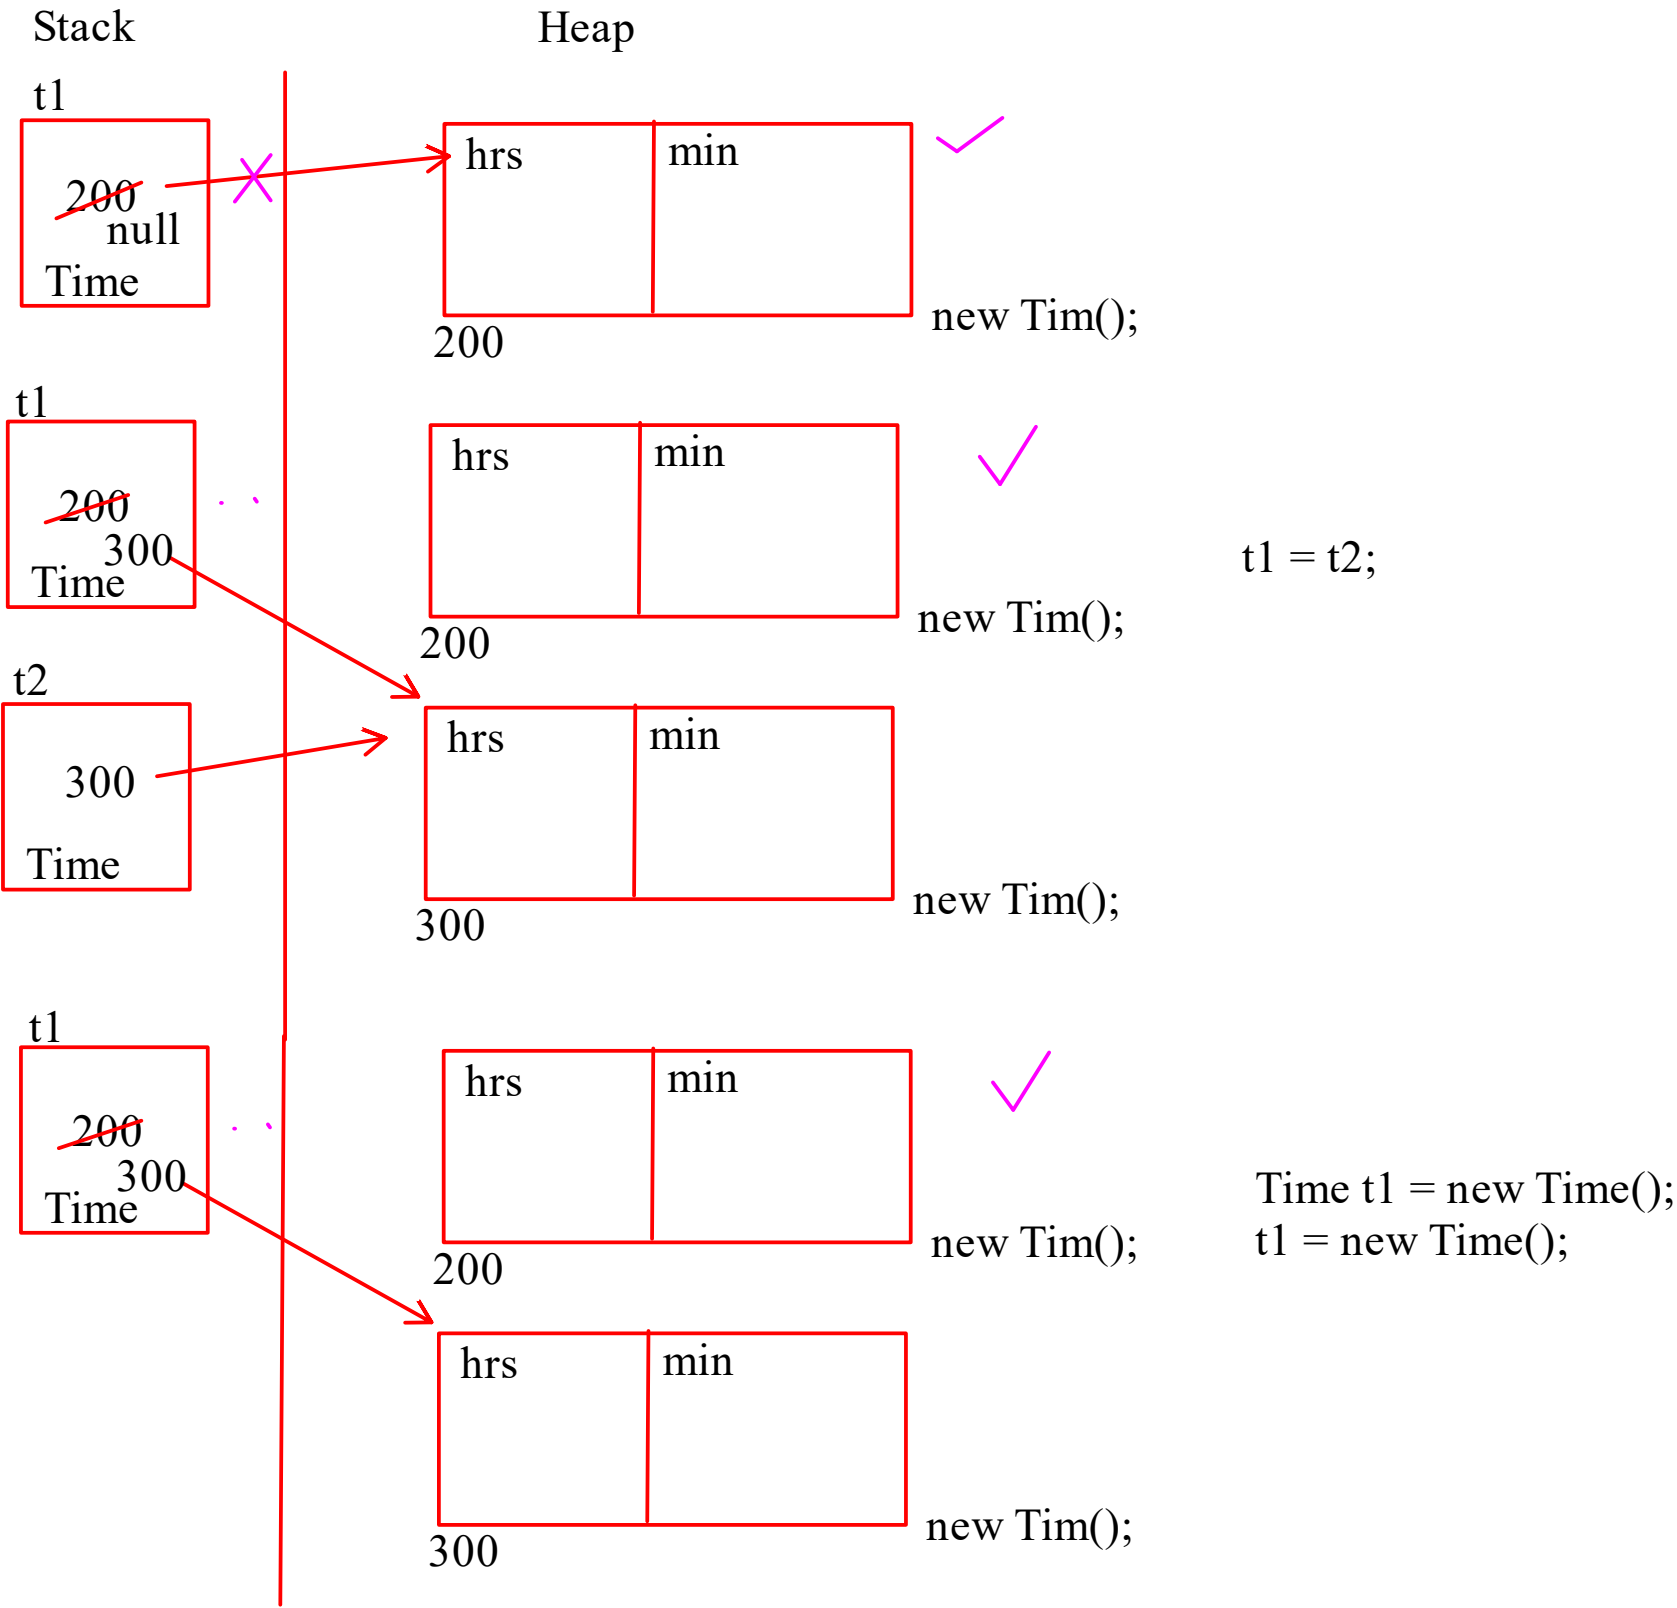 Stack
Heap
t1
200
null
Time
hrs
min
200
new Tim();
t1
200
300
Time
hrs
min
200
new Tim();
t1 = t2;
t2
300
Time
hrs
min
300
new Tim();
t1
200
300
Time
hrs
min
200
new Tim();
Time t1 = new Time();
t1 = new Time();
hrs
min
300
new Tim();